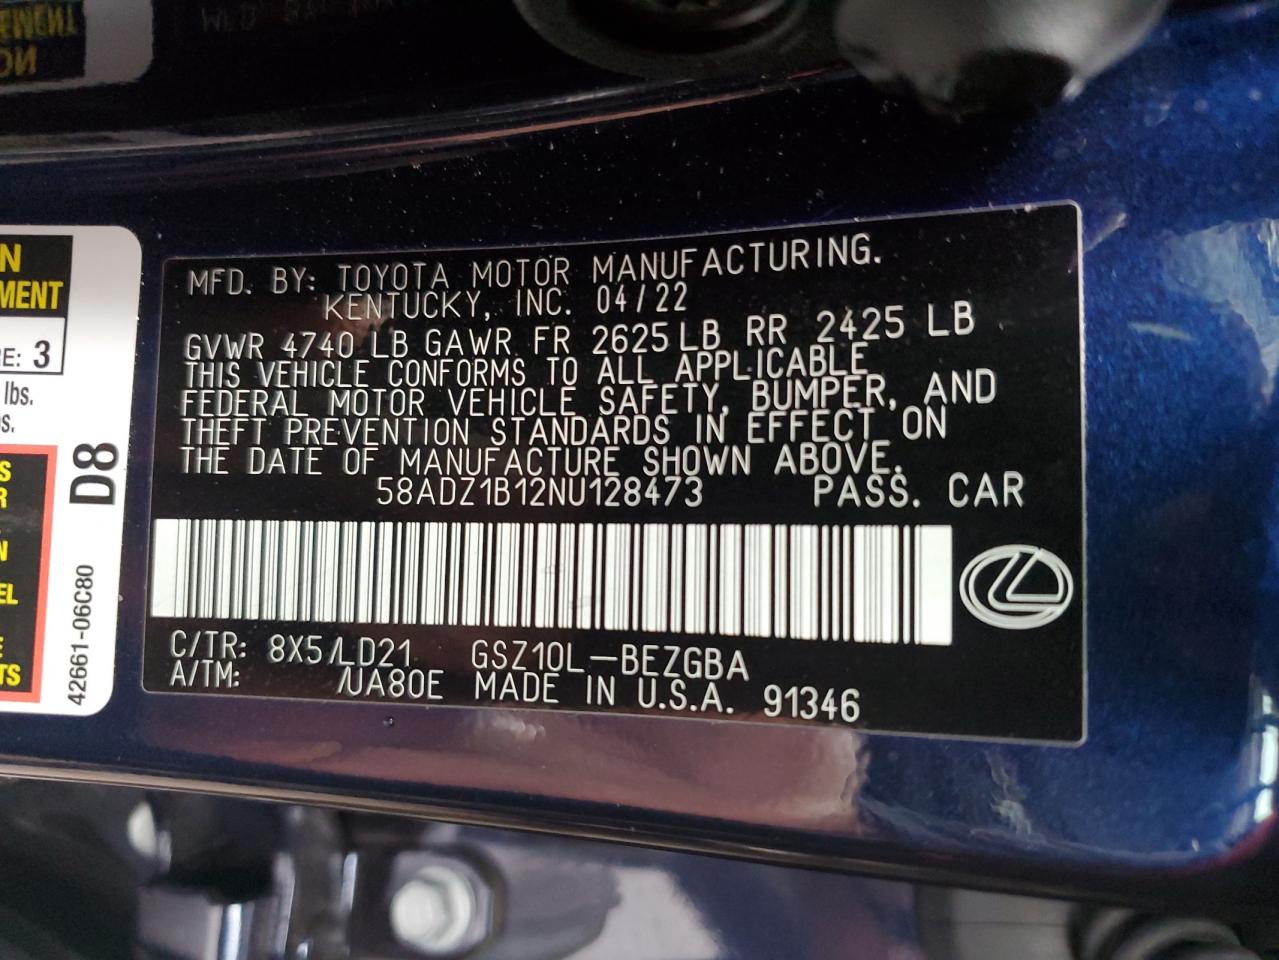 MFD. BY: TOYOTA MOTOR MANUFACTURING.
KENTUCKY, INC. 04/22
GVWR 4740 LB GAWR FR 2625 LB RR 2425 LB
THIS VEHICLE CONFORMS TO ALL APPLICABLE
FEDERAL MOTOR VEHICLE SAFETY, BUMPER, AND
THEFT PREVENTION STANDARDS IN EFFECT ON
THE DATE OF MANUFACTURE SHOWN ABOVE.
58ADZ1B12NU128473 PASS. CAR
C/TR: 8X5/LD21 GSZ10L-BEZGBA
A/TM: /UA80E MADE IN U.S.A. 91346
N
MENT
RE: 3
lbs.
D8
42661-06C80